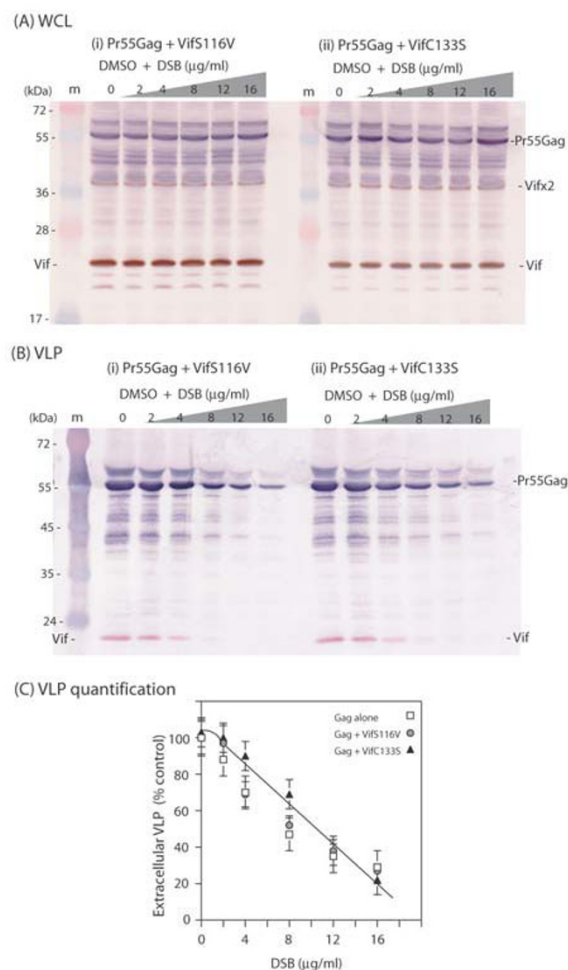 (A) WCL
(i) Pr55Gag + VifS116V
(ii) Pr55Gag + VifC133S
DMSO + DSB (μg/ml)
DMSO + DSB (μg/ml)
(kDa) m 0 2 4 8 12 16 m 0 2 4 8 12 16
72 -
55 -
-Pr55Gag
36 -
- Vifx2
28 -
Vif -
- Vif
17 -
(B) VLP
(i) Pr55Gag + VifS116V
(ii) Pr55Gag + VifC133S
DMSO + DSB (μg/ml)
DMSO + DSB (μg/ml)
(kDa) m 0 2 4 8 12 16 0 2 4 8 12 16
72 -
55 -
-Pr55Gag
45 -
35 -
24 -
Vif -
- Vif
(C) VLP quantification
Gag alone
Gag + VifS116V
Gag + VifC133S
Extracellular VLP (% control)
100
80
60
40
20
0
0 4 8 12 16
DSB (μg/ml)